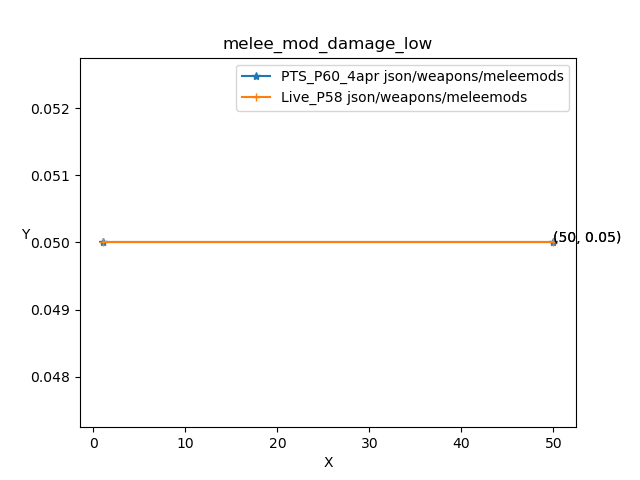 melee_mod_damage_low
PTS_P60_4apr json/weapons/meleemods
Live_P58 json/weapons/meleemods
0.052
0.051
0.050
0.049
0.048
Y
(50, 0.05)
0
10
20
30
40
50
X